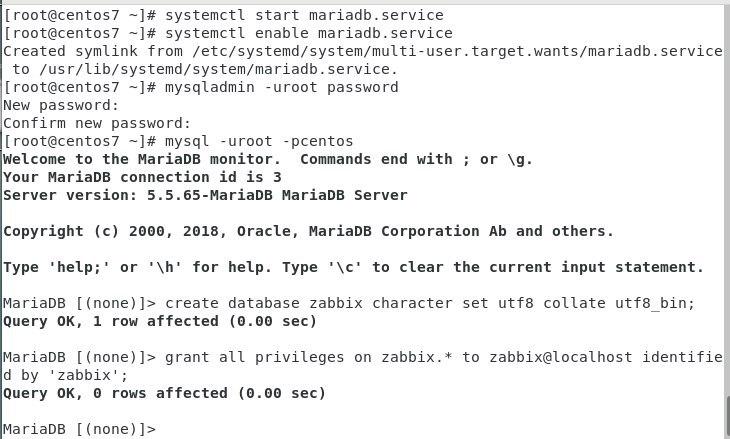 [root@centos7 ~]# systemctl start mariadb.service
[root@centos7 ~]# systemctl enable mariadb.service
Created symlink from /etc/systemd/system/multi-user.target.wants/mariadb.service
 to /usr/lib/systemd/system/mariadb.service.
[root@centos7 ~]# mysqladmin -uroot password
New password:
Confirm new password:
[root@centos7 ~]# mysql -uroot -pcentos
Welcome to the MariaDB monitor.  Commands end with ; or \g.
Your MariaDB connection id is 3
Server version: 5.5.65-MariaDB MariaDB Server

Copyright (c) 2000, 2018, Oracle, MariaDB Corporation Ab and others.

Type 'help;' or '\h' for help. Type '\c' to clear the current input statement.

MariaDB [(none)]> create database zabbix character set utf8 collate utf8_bin;
Query OK, 1 row affected (0.00 sec)

MariaDB [(none)]> grant all privileges on zabbix.* to zabbix@localhost identifie
d by 'zabbix';
Query OK, 0 rows affected (0.00 sec)

MariaDB [(none)]>